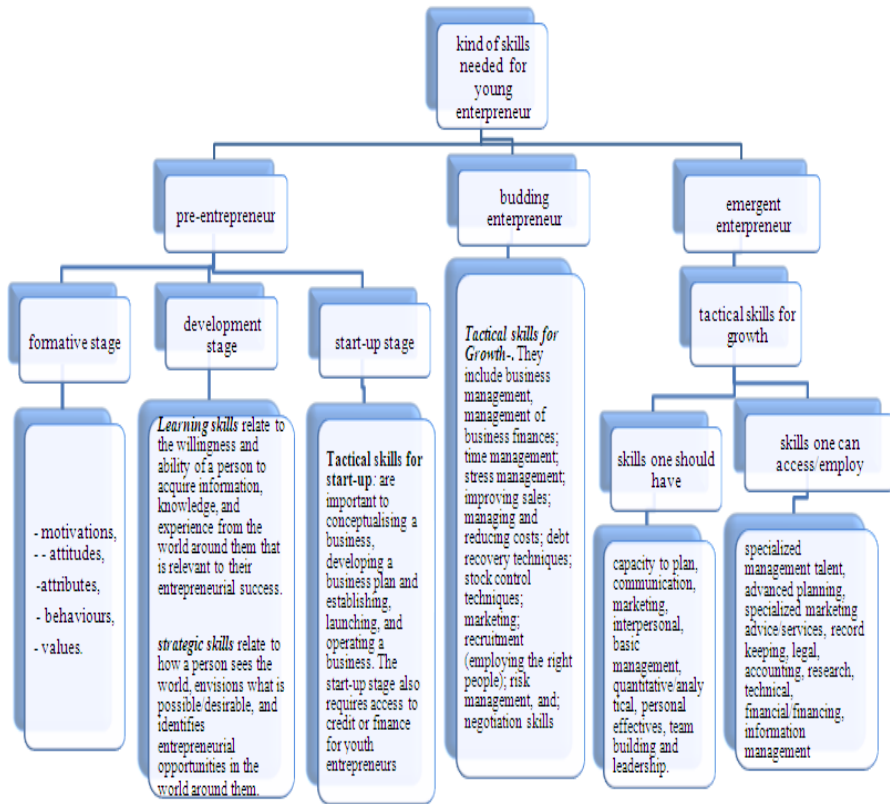 kind of skills
needed for
young
enterpreneur
pre-entrepreneur
budding
enterpreneur
emergent
enterpreneur
formative stage
development
stage
start-up stage
tactical skills for
growth
- motivations,
- - attitudes,
-attributes,
- behaviours,
- values.
Learning skills relate to
the willingness and
ability of a person to
acquire information,
knowledge, and
experience from the
world around them that
is relevant to their
entrepreneurial success.
strategic skills relate to
how a person sees the
world, envisions what is
possible/desirable, and
identifies
entrepreneurial
opportunities in the
world around them.
Tactical skills for
start-up: are
important to
conceptualising a
business,
developing a
business plan and
establishing,
launching, and
operating a
business. The
start-up stage also
requires access to
credit or finance
for youth
entrepreneurs
Tactical skills for
Growth-. They
include business
management,
management of
business finances;
time management;
stress management;
improving sales;
managing and
reducing costs; debt
recovery techniques;
stock control
techniques;
marketing;
recruitment
(employing the right
people); risk
management, and;
negotiation skills
skills one should
have
skills one can
access/employ
capacity to plan,
communication,
marketing,
interpersonal,
basic
management,
quantitative/analy
tical, personal
effectives, team
building and
leadership.
specialized
management talent,
advanced planning,
specialized marketing
advice/services, record
keeping, legal,
accounting, research,
technical,
financial/financing,
information
management